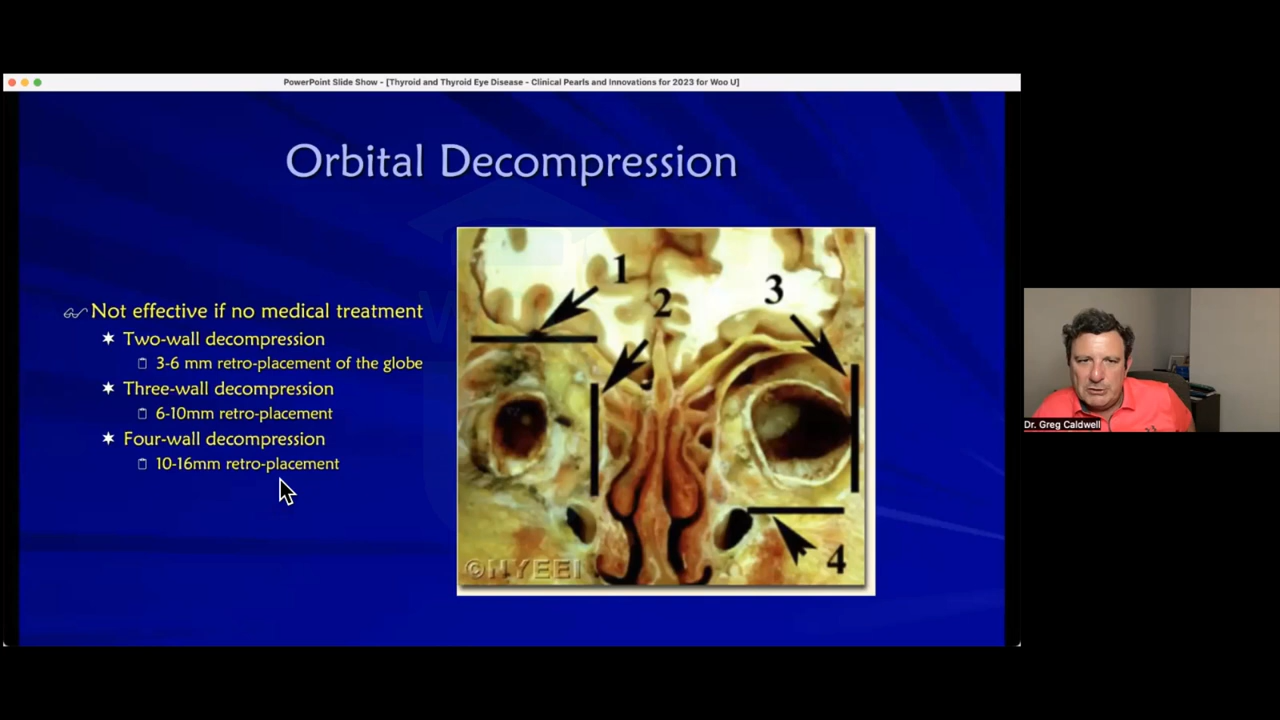 PowerPoint Slide Show - [Thyroid and Thyroid Eye Disease - Clinical Pearls and Innovations for 2023 for Woo U]
Orbital Decompression
Not effective if no medical treatment
Two-wall decompression
3-6 mm retro-placement of the globe
Three-wall decompression
6-10mm retro-placement
Four-wall decompression
10-16mm retro-placement
1
2
3
4
©NYEEI
Dr. Greg Caldwell